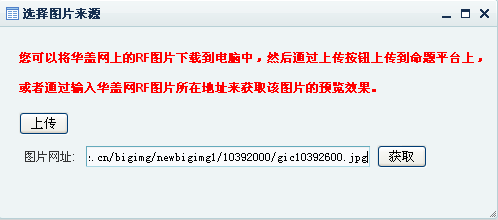 选择图片来源
您可以将华盖网上的RF图片下载到电脑中，然后通过上传按钮上传到命题平台上，
或者通过输入华盖网RF图片所在地址来获取该图片的预览效果。
上传
图片网址: :.cn/bigimg/newbigimg1/10392000/gic10392600.jpg 获取